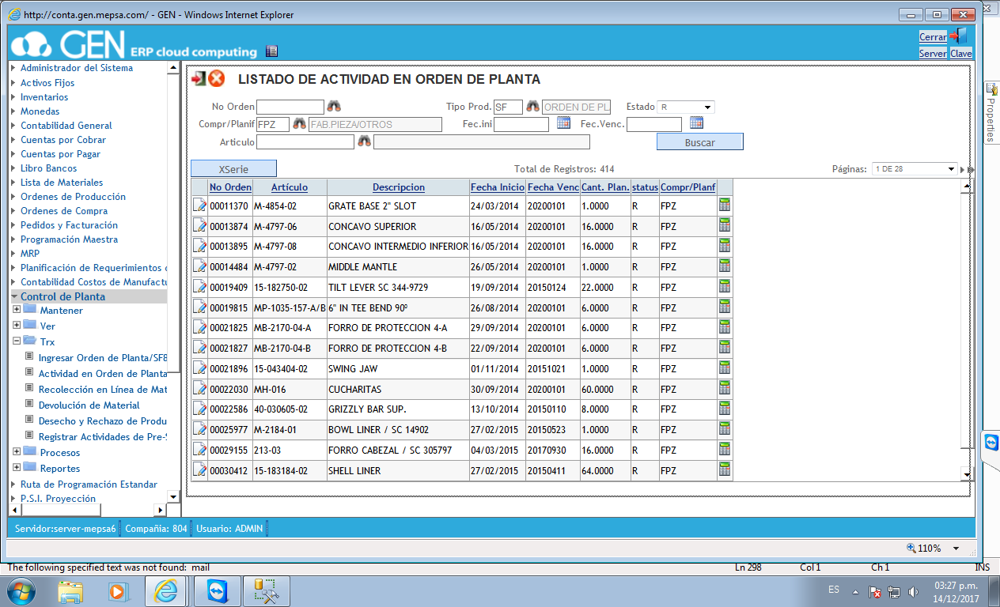 http://conta.gen.mepsa.com/ - GEN - Windows Internet Explorer
GEN ERP cloud computing
Cerrar
Server Clave
Administrador del Sistema
Activos Fijos
Inventarios
Monedas
Contabilidad General
Cuentas por Cobrar
Cuentas por Pagar
Libro Bancos
Lista de Materiales
Ordenes de Producción
Ordenes de Compra
Pedidos y Facturación
Programación Maestra
MRP
Planificación de Requerimientos
Contabilidad Costos de Manufactu
Control de Planta
Mantener
Ver
Trx
Ingresar Orden de Planta/SF8
Actividad en Orden de Planta
Recolección en Línea de Mat
Devolución de Material
Desecho y Rechazo de Produ
Registrar Actividades de Pre-S
Procesos
Reportes
Ruta de Programación Estandar
P.S.I. Proyección
LISTADO DE ACTIVIDAD EN ORDEN DE PLANTA
No Orden Tipo Prod. SF ORDEN DE PL Estado R
Compr/Planif FPZ FAB.PIEZA/OTROS Fec.ini Fec.Venc.
Articulo Buscar
XSerie Total de Registros: 414 Páginas: 1 DE 28
No Orden Artículo Descripcion Fecha Inicio Fecha Venc Cant. Plan. status Compr/Planf
00011370 M-4854-02 GRATE BASE 2" SLOT 24/03/2014 20200101 1.0000 R FPZ
00013874 M-4797-06 CONCAVO SUPERIOR 16/05/2014 20200101 16.0000 R FPZ
00013895 M-4797-08 CONCAVO INTERMEDIO INFERIOR 16/05/2014 20200101 16.0000 R FPZ
00014484 M-4797-02 MIDDLE MANTLE 26/05/2014 20200101 1.0000 R FPZ
00019409 15-182750-02 TILT LEVER SC 344-9729 19/09/2014 20150124 22.0000 R FPZ
00019815 MP-1035-157-A/B 6" IN TEE BEND 90º 26/08/2014 20200101 6.0000 R FPZ
00021825 MB-2170-04-A FORRO DE PROTECCION 4-A 29/09/2014 20200101 6.0000 R FPZ
00021827 MB-2170-04-B FORRO DE PROTECCION 4-B 22/09/2014 20200101 6.0000 R FPZ
00021896 15-043404-02 SWING JAW 01/11/2014 20151021 1.0000 R FPZ
00022030 MH-016 CUCHARITAS 30/09/2014 20200101 60.0000 R FPZ
00022586 40-030605-02 GRIZZLY BAR SUP. 13/10/2014 20150110 8.0000 R FPZ
00025977 M-2184-01 BOWL LINER / SC 14902 27/02/2015 20150523 1.0000 R FPZ
00029155 213-03 FORRO CABEZAL / SC 305797 04/03/2015 20170930 16.0000 R FPZ
00030412 15-183184-02 SHELL LINER 27/02/2015 20150411 64.0000 R FPZ
Properties
Servidor:server-mepsa6 Compañia: 804 Usuario: ADMIN
110%
The following specified text was not found: mail Ln 298 Col 1 Ch 1 INS
ES 03:27 p.m.
14/12/2017